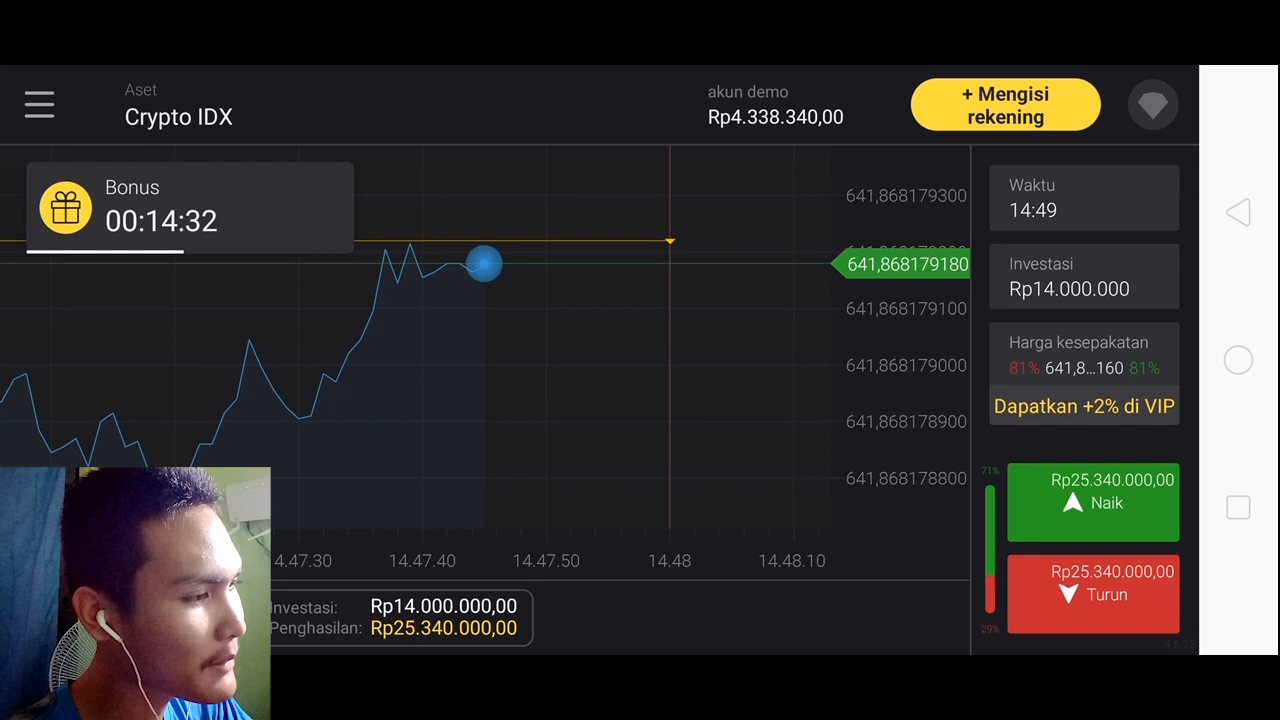 Aset
Crypto IDX
akun demo
Rp4.338.340,00
+ Mengisi
rekening
Bonus
00:14:32
641,868179300
641,868179180
641,868179100
641,868179000
641,868178900
641,868178800
Waktu
14:49
Investasi
Rp14.000.000
Harga kesepakatan
81% 641,8...160 81%
Dapatkan +2% di VIP
71%
Rp25.340.000,00
Naik
Rp25.340.000,00
Turun
29%
4.47.30
14.47.40
14.47.50
14.48
14.48.10
Investasi: Rp14.000.000,00
Penghasilan: Rp25.340.000,00